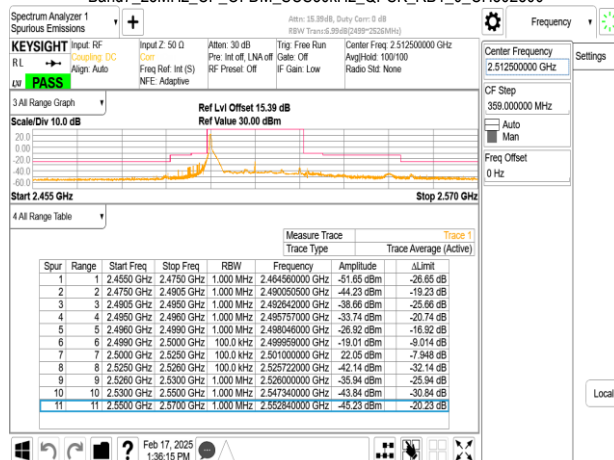 Spectrum Analyzer 1
Spurious Emissions
+
Attn: 15.39dB, Duty Corr: 0 dB
RBW Trans:6.99dB(2499~2526MHz)
Frequency
Settings
KEYSIGHT Input: RF Input Z: 50 Ω Atten: 30 dB Trig: Free Run Center Freq: 2.512500000 GHz
RL Coupling: DC Corr Pre: Int off, LNA off Gate: Off Avg|Hold: 100/100
Align: Auto Freq Ref: Int (S) RF Preset: Off IF Gain: Low Radio Std: None
PASS NFE: Adaptive
Center Frequency
2.512500000 GHz
CF Step
359.000000 MHz
Auto
Man
Freq Offset
0 Hz
Local
3 All Range Graph
Ref Lvl Offset 15.39 dB
Scale/Div 10.0 dB Ref Value 30.00 dBm
20.0
0.00
-20.0
-40.0
-60.0
Start 2.455 GHz Stop 2.570 GHz
4 All Range Table
Measure Trace Trace 1
Trace Type Trace Average (Active)
Spur Range Start Freq Stop Freq RBW Frequency Amplitude ΔLimit
1 1 2.4550 GHz 2.4750 GHz 1.000 MHz 2.464560000 GHz -51.65 dBm -26.65 dB
2 2 2.4750 GHz 2.4905 GHz 1.000 MHz 2.490050500 GHz -44.23 dBm -19.23 dB
3 3 2.4905 GHz 2.4950 GHz 1.000 MHz 2.492642000 GHz -38.66 dBm -25.66 dB
4 4 2.4950 GHz 2.4960 GHz 1.000 MHz 2.495757000 GHz -33.74 dBm -20.74 dB
5 5 2.4960 GHz 2.4990 GHz 1.000 MHz 2.498046000 GHz -26.92 dBm -16.92 dB
6 6 2.4990 GHz 2.5000 GHz 100.0 kHz 2.499959000 GHz -19.01 dBm -9.014 dB
7 7 2.5000 GHz 2.5250 GHz 100.0 kHz 2.501000000 GHz 22.05 dBm -7.948 dB
8 8 2.5250 GHz 2.5260 GHz 100.0 kHz 2.525722000 GHz -42.14 dBm -32.14 dB
9 9 2.5260 GHz 2.5300 GHz 1.000 MHz 2.526000000 GHz -35.94 dBm -25.94 dB
10 10 2.5300 GHz 2.5500 GHz 1.000 MHz 2.547340000 GHz -43.84 dBm -30.84 dB
11 11 2.5500 GHz 2.5700 GHz 1.000 MHz 2.552840000 GHz -45.23 dBm -20.23 dB
? Feb 17, 2025
1:36:15 PM